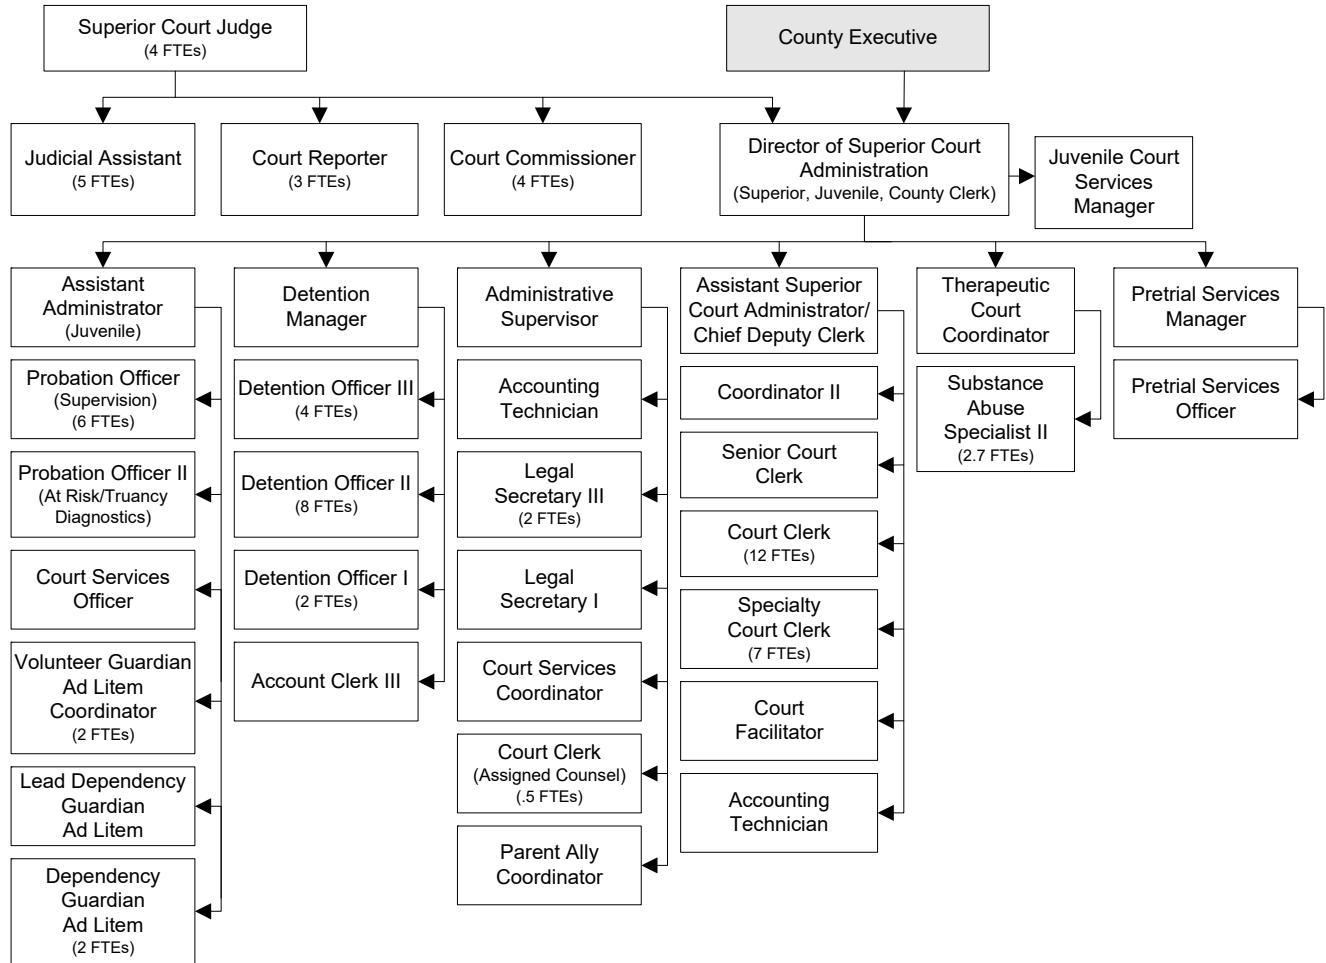 Superior Court Judge
(4 FTEs)
County Executive
Judicial Assistant
(5 FTEs)
Court Reporter
(3 FTEs)
Court Commissioner
(4 FTEs)
Director of Superior Court
Administration
(Superior, Juvenile, County Clerk)
Juvenile Court
Services
Manager
Assistant
Administrator
(Juvenile)
Probation Officer
(Supervision)
(6 FTEs)
Probation Officer II
(At Risk/Truancy
Diagnostics)
Court Services
Officer
Volunteer Guardian
Ad Litem
Coordinator
(2 FTEs)
Lead Dependency
Guardian
Ad Litem
Dependency
Guardian
Ad Litem
(2 FTEs)
Detention
Manager
Detention Officer III
(4 FTEs)
Detention Officer II
(8 FTEs)
Detention Officer I
(2 FTEs)
Account Clerk III
Administrative
Supervisor
Accounting
Technician
Legal
Secretary III
(2 FTEs)
Legal
Secretary I
Court Services
Coordinator
Court Clerk
(Assigned Counsel)
(.5 FTEs)
Parent Ally
Coordinator
Assistant Superior
Court Administrator/
Chief Deputy Clerk
Coordinator II
Senior Court
Clerk
Court Clerk
(12 FTEs)
Specialty
Court Clerk
(7 FTEs)
Court
Facilitator
Accounting
Technician
Therapeutic
Court
Coordinator
Substance
Abuse
Specialist II
(2.7 FTEs)
Pretrial Services
Manager
Pretrial Services
Officer